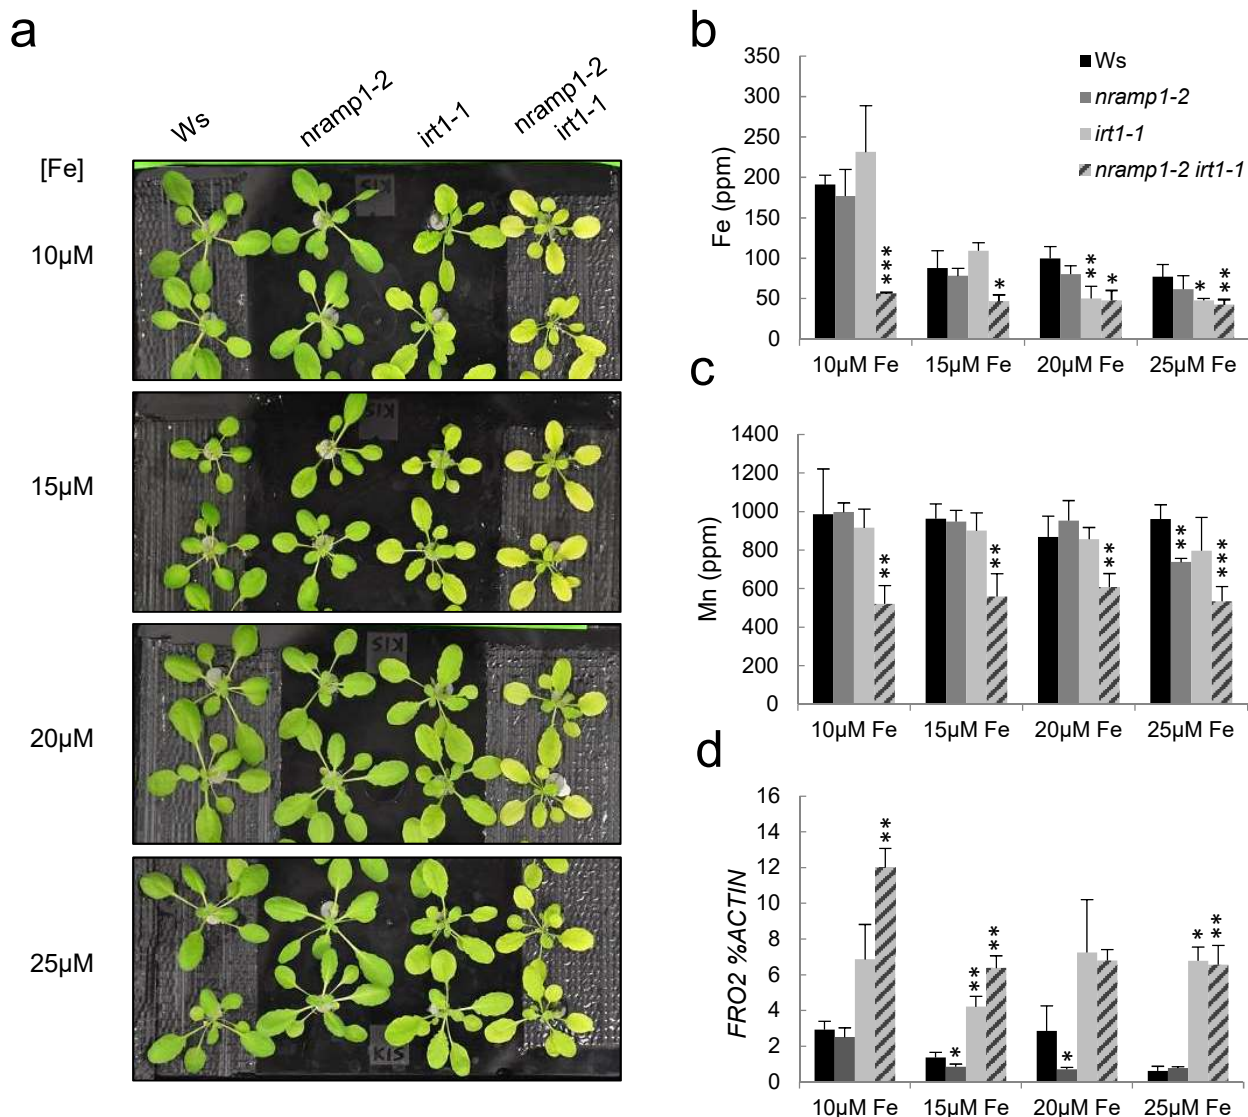 a
Ws
nramp1-2
irt1-1
nramp1-2
irt1-1
[Fe]
10µM
15µM
20µM
25µM
KIS
KIS
KIS
KIS
b
Fe (ppm)
350
300
250
200
150
100
50
0
Ws
nramp1-2
irt1-1
nramp1-2 irt1-1
***
*
** *
* **
10µM Fe 15µM Fe 20µM Fe 25µM Fe
c
Mn (ppm)
1400
1200
1000
800
600
400
200
0
**
**
**
** ***
10µM Fe 15µM Fe 20µM Fe 25µM Fe
d
FRO2 %ACTIN
16
14
12
10
8
6
4
2
0
**
* ** **
*
* **
10µM Fe 15µM Fe 20µM Fe 25µM Fe